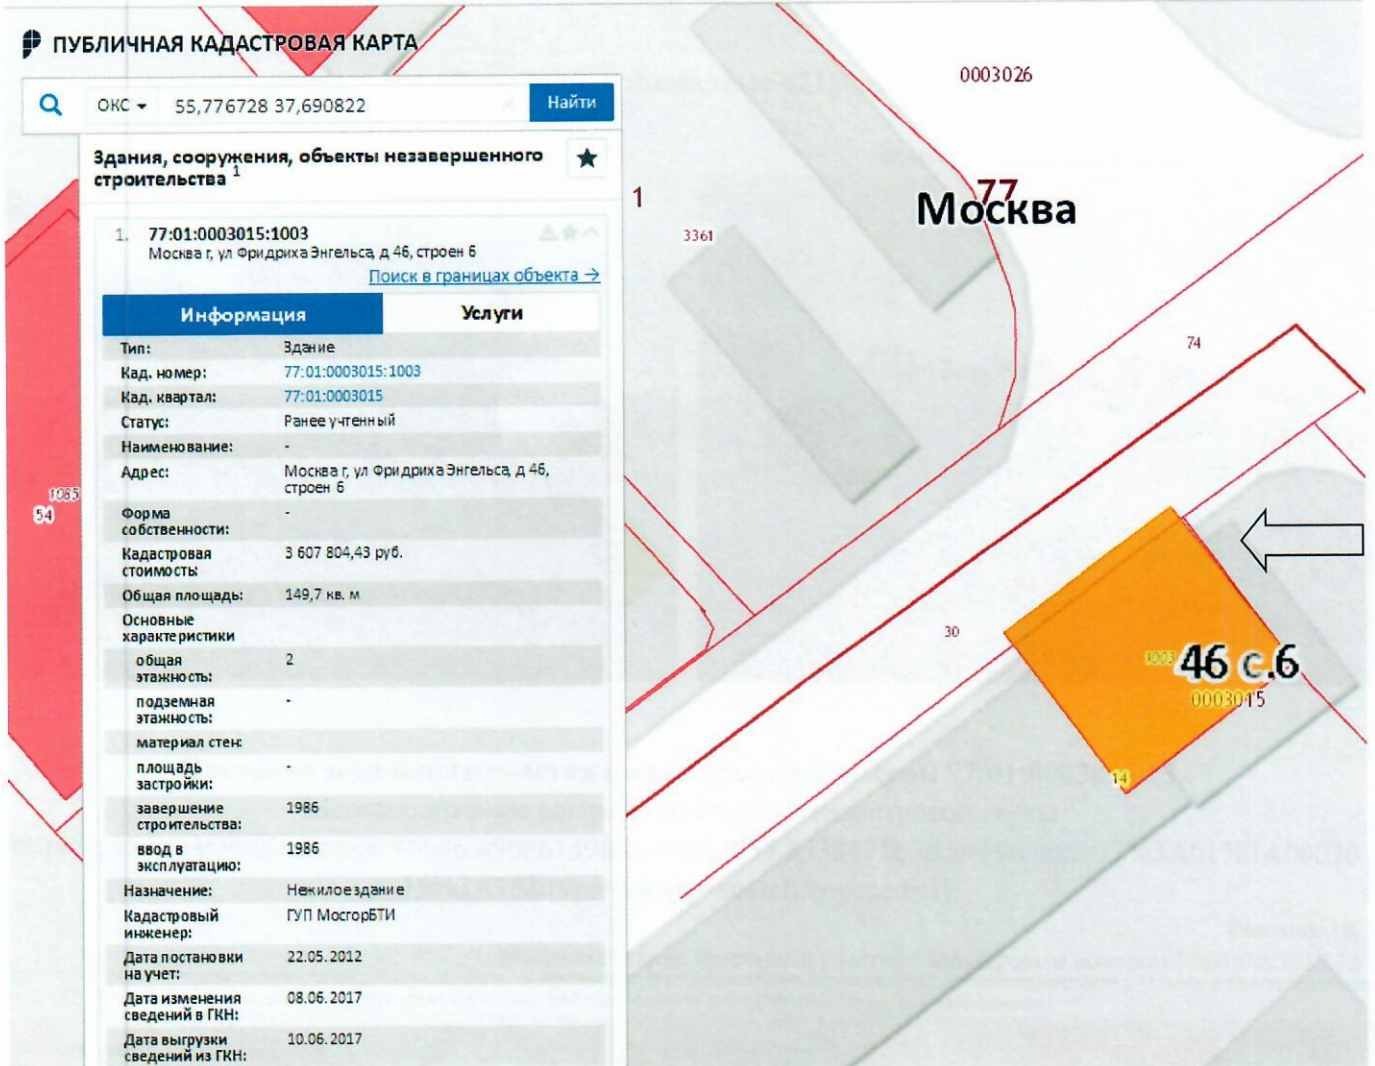 ПУБЛИЧНАЯ КАДАСТРОВАЯ КАРТА
ОКС 55,776728 37,690822 × Найти
Здания, сооружения, объекты незавершенного
строительства 1
1. 77:01:0003015:1003
Москва г, ул Фридриха Энгельса, д 46, строен 6
Поиск в границах объекта →
Информация Услуги
Тип: Здание
Кад. номер: 77:01:0003015:1003
Кад. квартал: 77:01:0003015
Статус: Ранее учтенный
Наименование: -
Адрес: Москва г, ул Фридриха Энгельса, д 46,
строен 6
Форма
собственности: -
Кадастровая
стоимость: 3 607 804,43 руб.
Общая площадь: 149,7 кв. м
Основные
характеристики
общая
этажность: 2
подземная
этажность: -
материал стен: -
площадь
застройки: -
завершение
строительства: 1986
ввод в
эксплуатацию: 1986
Назначение: Нежилое здание
Кадастровый
инженер: ГУП МосгорБТИ
Дата постановки
на учет: 22.05.2012
Дата изменения
сведений в ГКН: 08.06.2017
Дата выгрузки
сведений из ГКН: 10.06.2017
1085
54
0003026
1
77
Москва
3361
74
30
1003 46 с.6
0003015
14